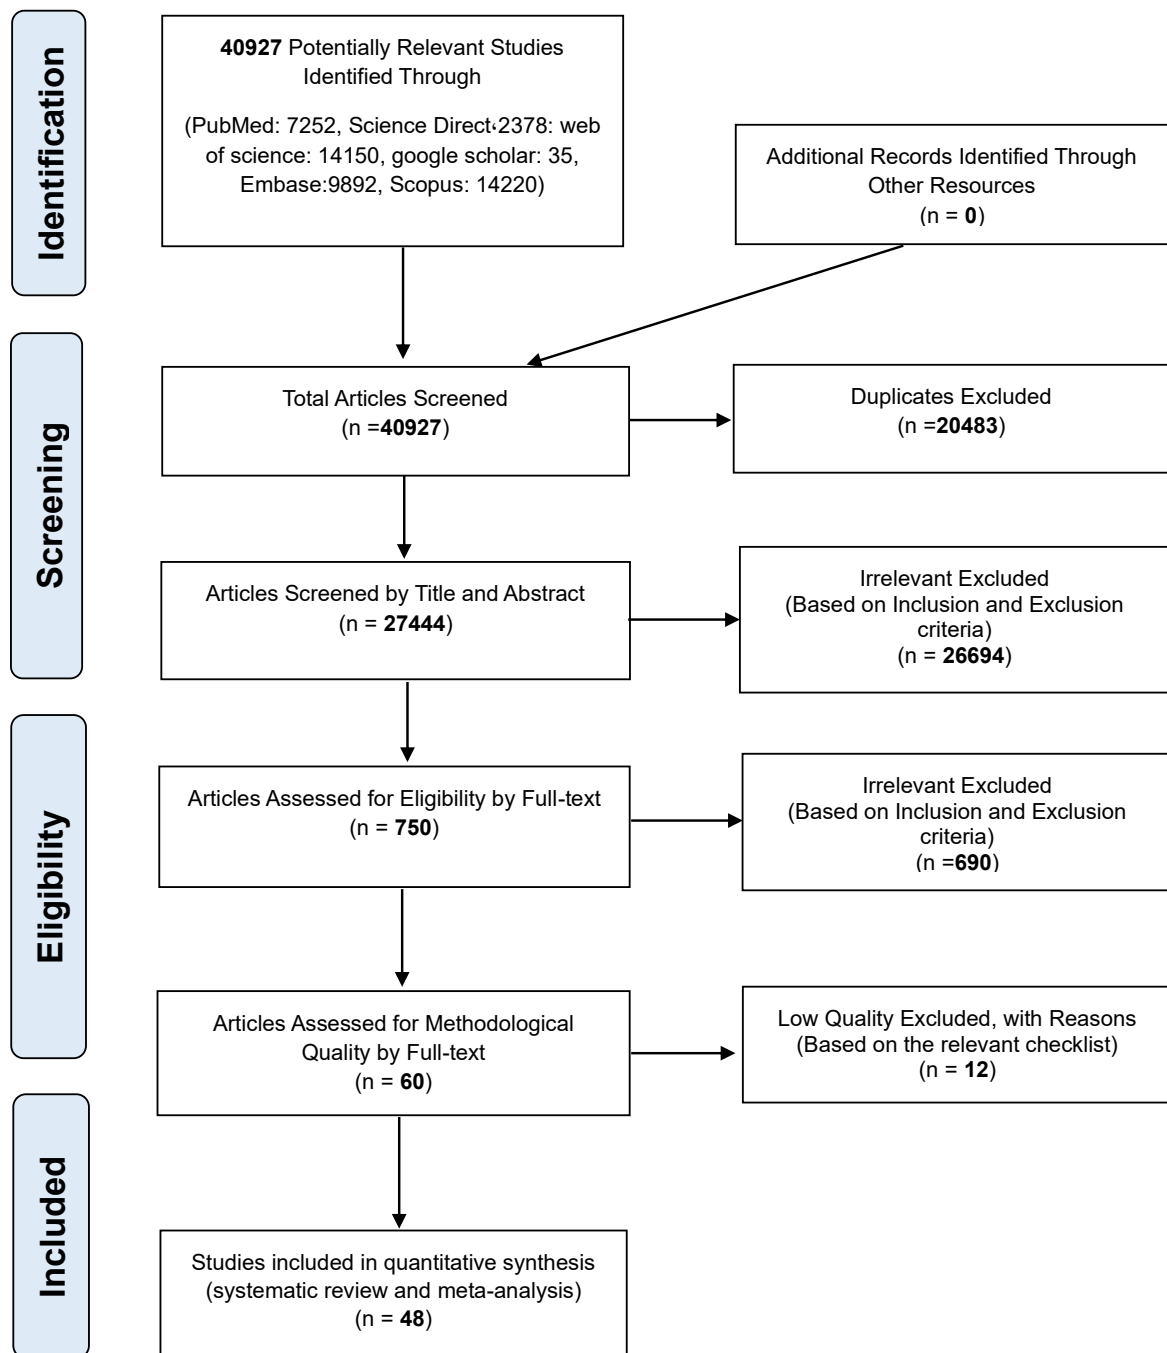 Identification
40927 Potentially Relevant Studies
Identified Through
(PubMed: 7252, Science Direct،2378: web
of science: 14150, google scholar: 35,
Embase:9892, Scopus: 14220)
Additional Records Identified Through
Other Resources
(n = 0)
Screening
Total Articles Screened
(n =40927)
Duplicates Excluded
(n =20483)
Articles Screened by Title and Abstract
(n = 27444)
Irrelevant Excluded
(Based on Inclusion and Exclusion
criteria)
(n = 26694)
Eligibility
Articles Assessed for Eligibility by Full-text
(n = 750)
Irrelevant Excluded
(Based on Inclusion and Exclusion
criteria)
(n =690)
Articles Assessed for Methodological
Quality by Full-text
(n = 60)
Low Quality Excluded, with Reasons
(Based on the relevant checklist)
(n = 12)
Included
Studies included in quantitative synthesis
(systematic review and meta-analysis)
(n = 48)